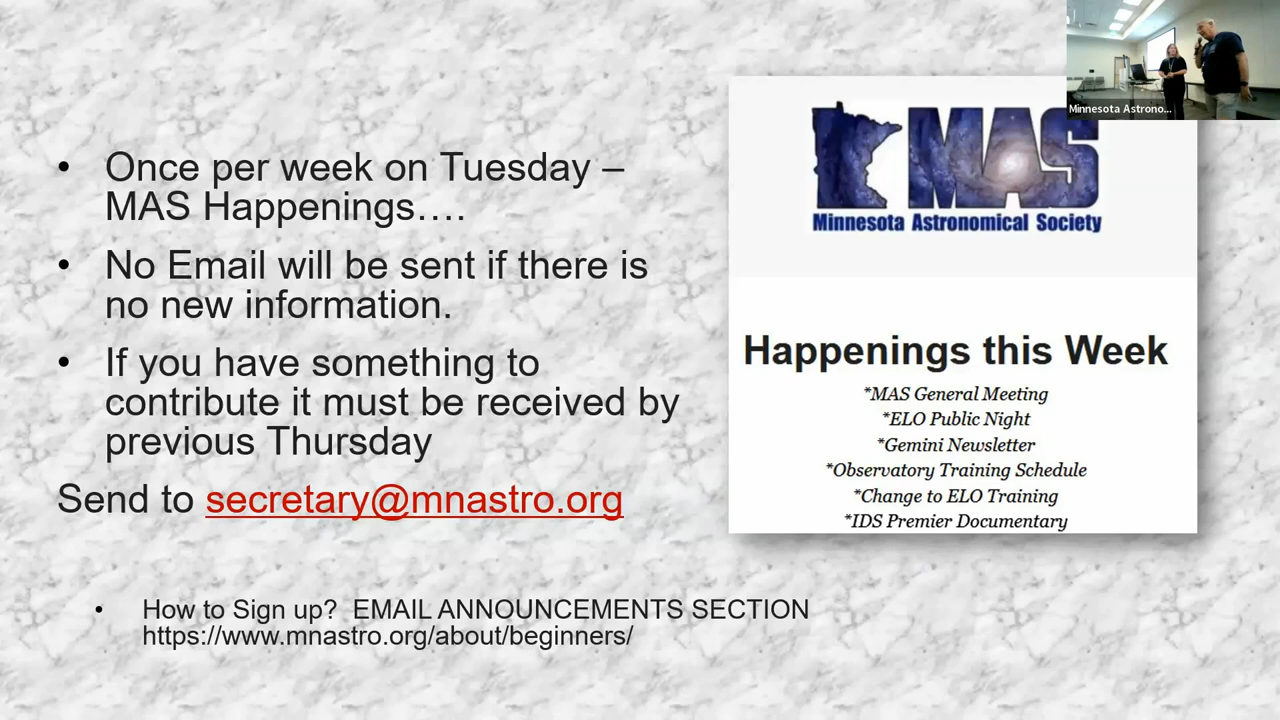 • Once per week on Tuesday –
MAS Happenings….
• No Email will be sent if there is
no new information.
• If you have something to
contribute it must be received by
previous Thursday
Send to secretary@mnastro.org
• How to Sign up?  EMAIL ANNOUNCEMENTS SECTION
https://www.mnastro.org/about/beginners/
MAS
Minnesota Astronomical Society
Happenings this Week
*MAS General Meeting
*ELO Public Night
*Gemini Newsletter
*Observatory Training Schedule
*Change to ELO Training
*IDS Premier Documentary
Minnesota Astrono...